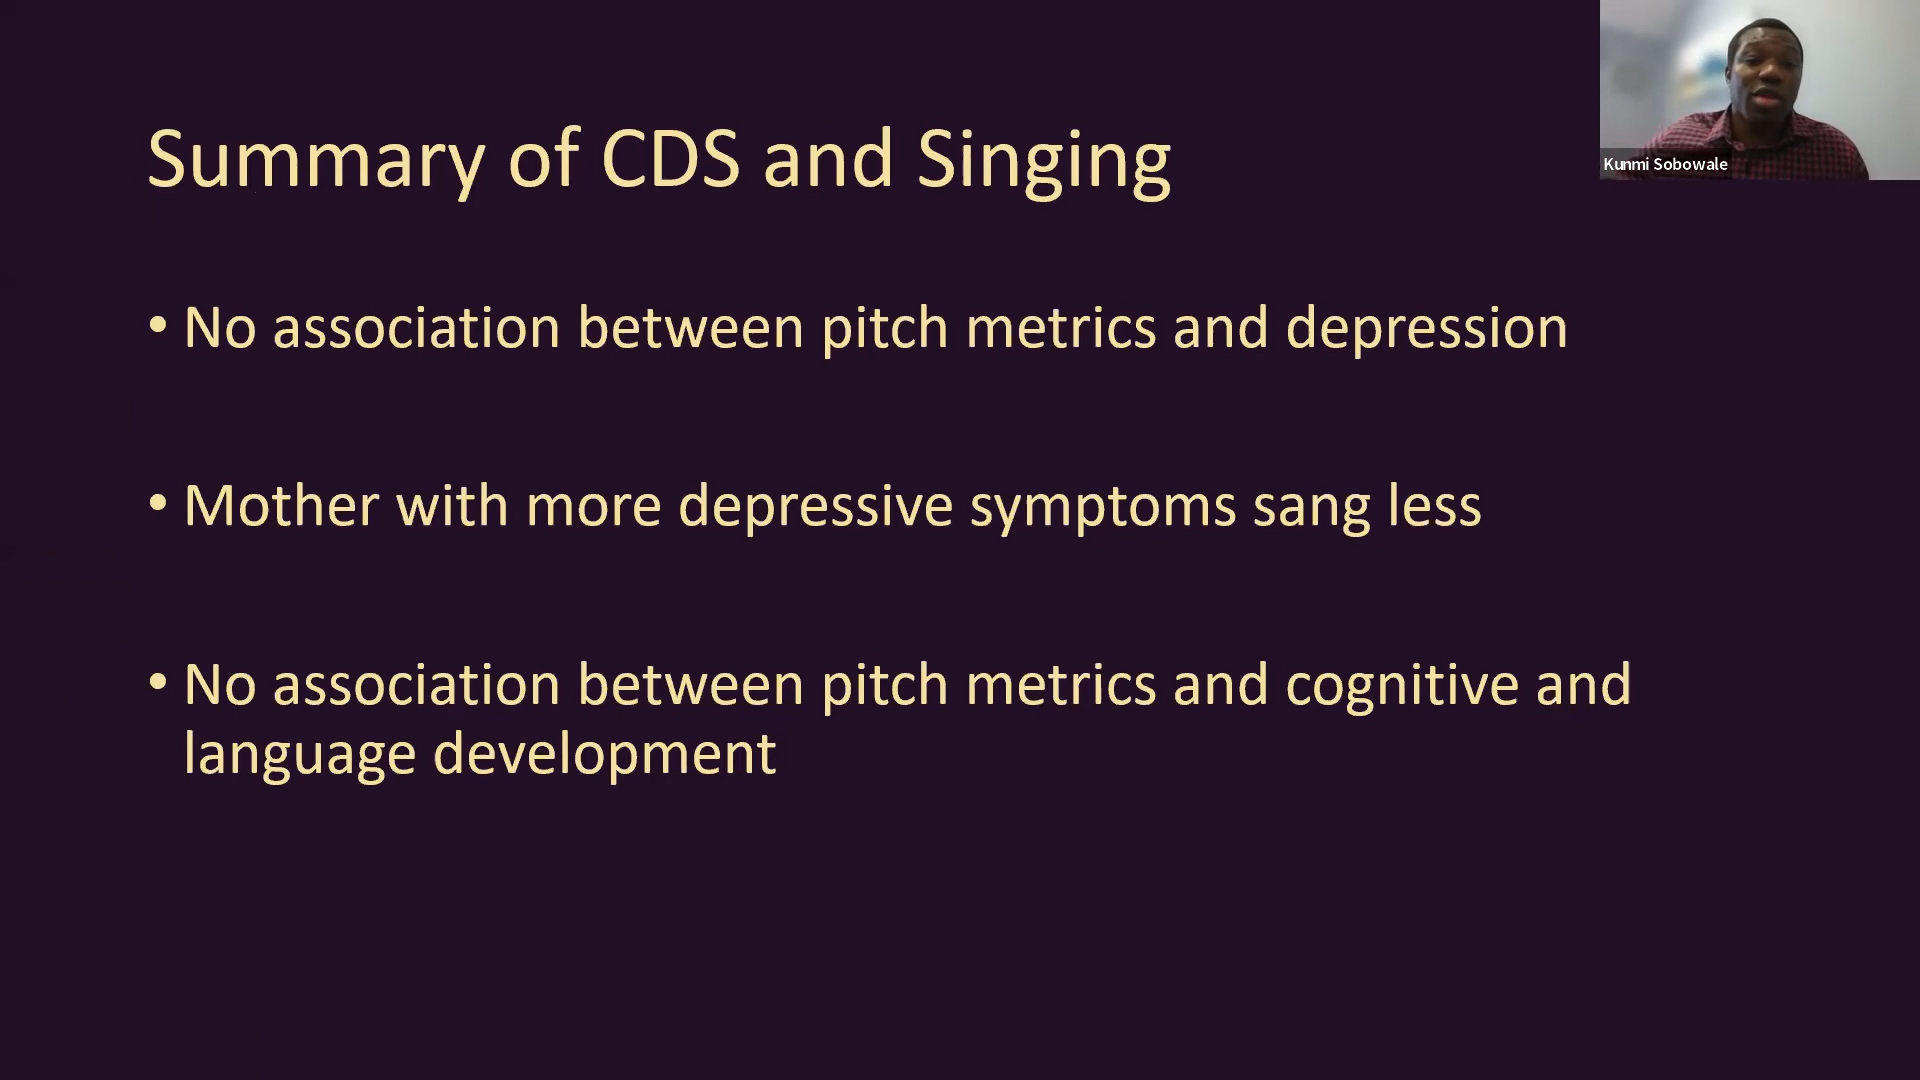 Summary of CDS and Singing
Kunmi Sobowale
• No association between pitch metrics and depression
• Mother with more depressive symptoms sang less
• No association between pitch metrics and cognitive and
language development